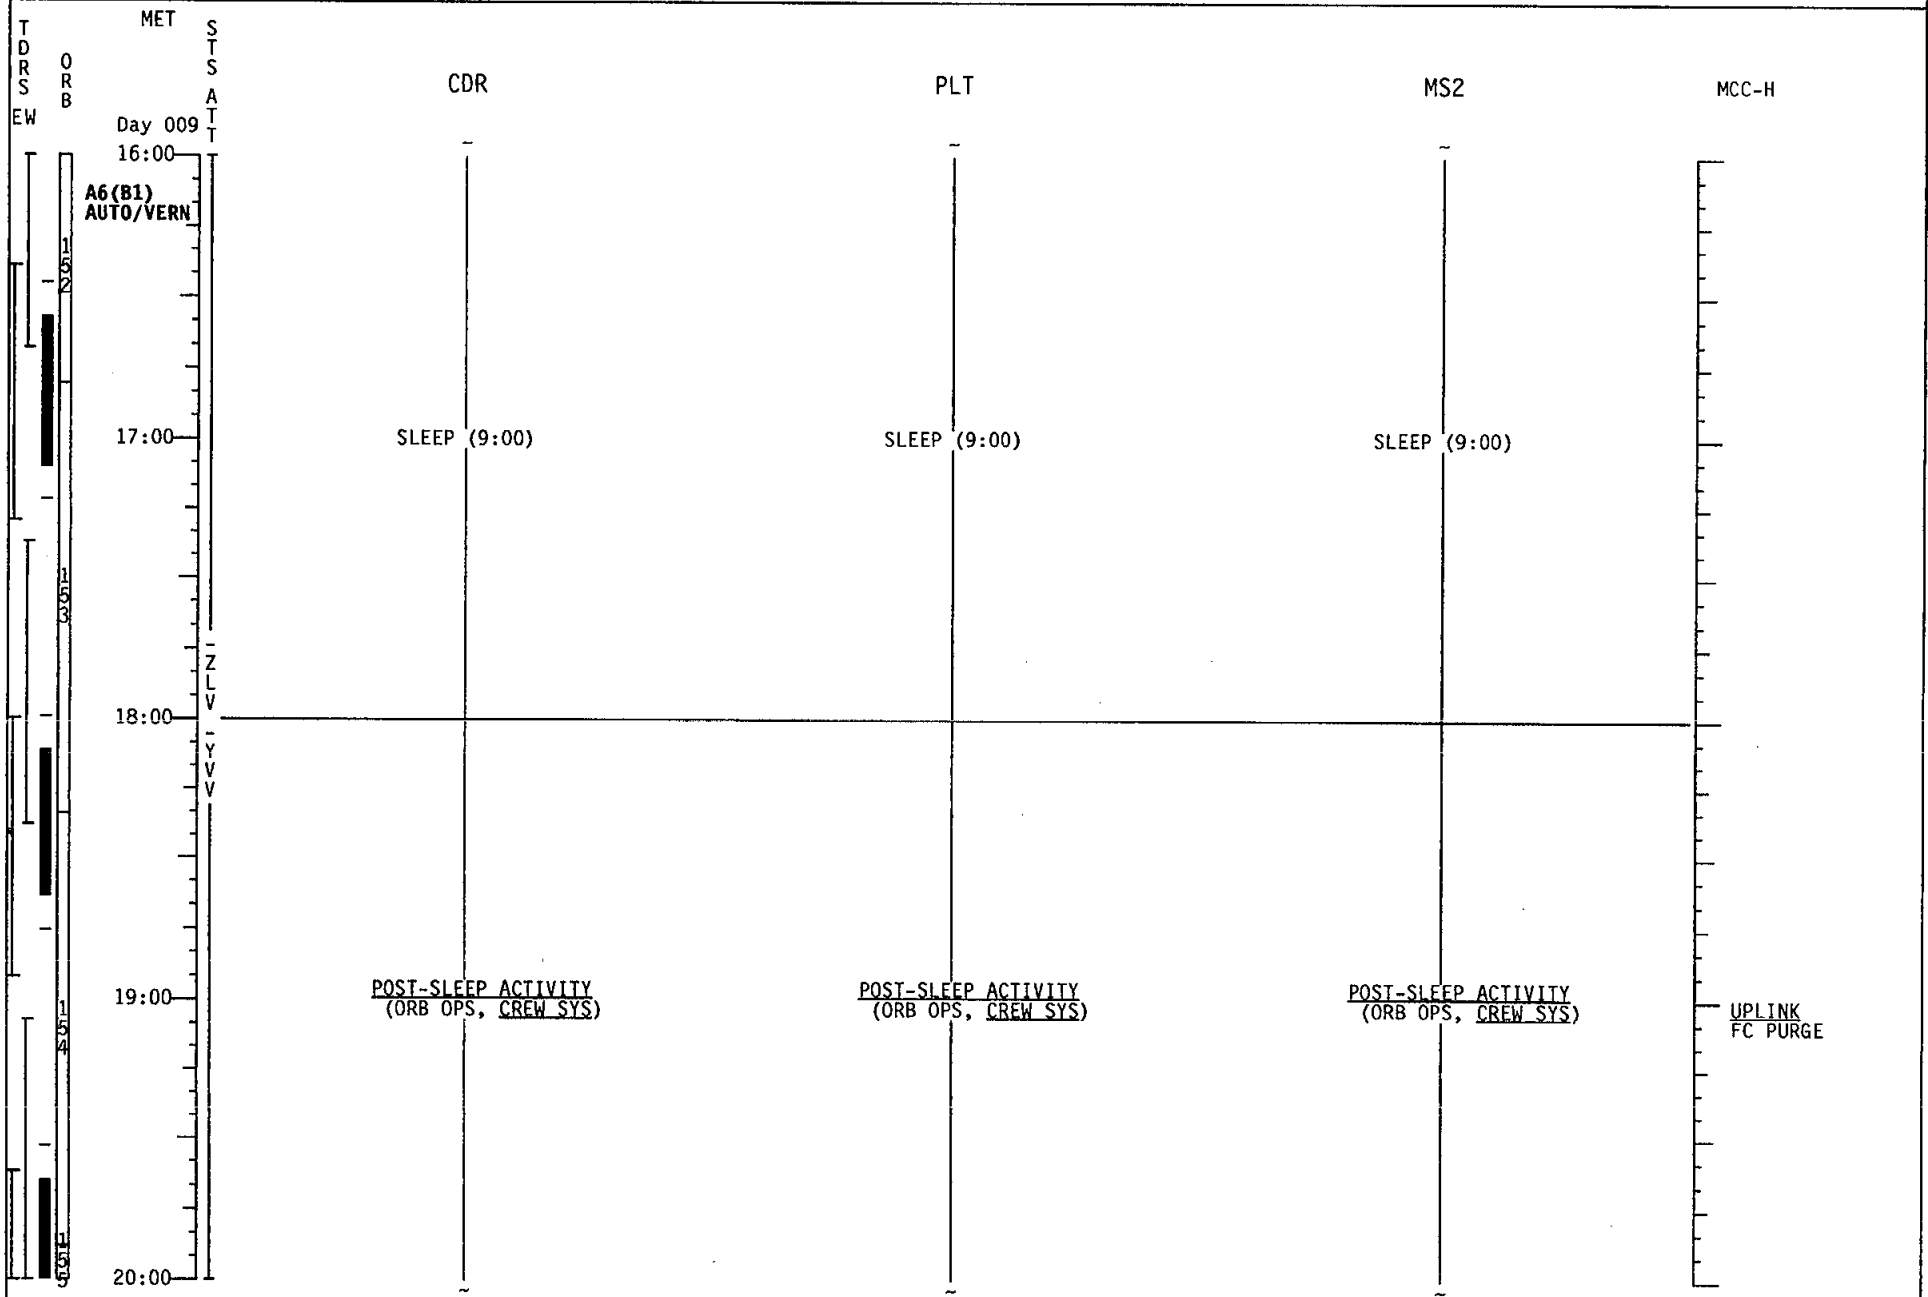 TDRS
EW
ORB
MET
STS ATT
CDR
PLT
MS2
MCC-H
Day 009
~ ~ ~
16:00
A6(B1)
AUTO/VERN
152
17:00
SLEEP (9:00) SLEEP (9:00) SLEEP (9:00)
153
-ZLV
18:00
-YVV
POST-SLEEP ACTIVITY POST-SLEEP ACTIVITY POST-SLEEP ACTIVITY
19:00
(ORB OPS, CREW SYS) (ORB OPS, CREW SYS) (ORB OPS, CREW SYS)
UPLINK
FC PURGE
154
155
20:00
~ ~ ~